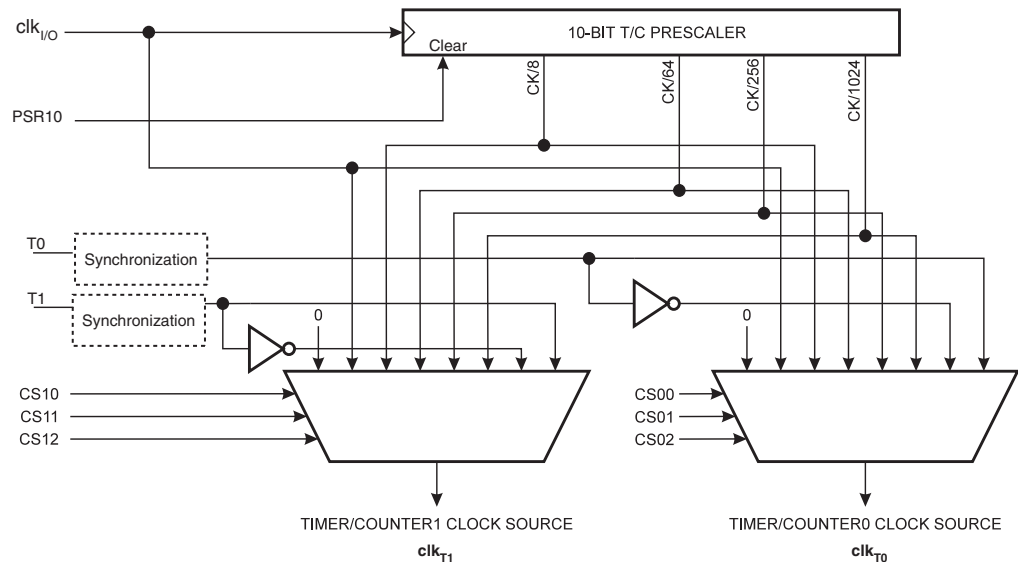 clkI/O
10-BIT T/C PRESCALER
Clear
CK/8
CK/64
CK/256
CK/1024
PSR10
T0
Synchronization
T1
Synchronization
0
0
CS10
CS11
CS12
CS00
CS01
CS02
TIMER/COUNTER1 CLOCK SOURCE
clkT1
TIMER/COUNTER0 CLOCK SOURCE
clkT0